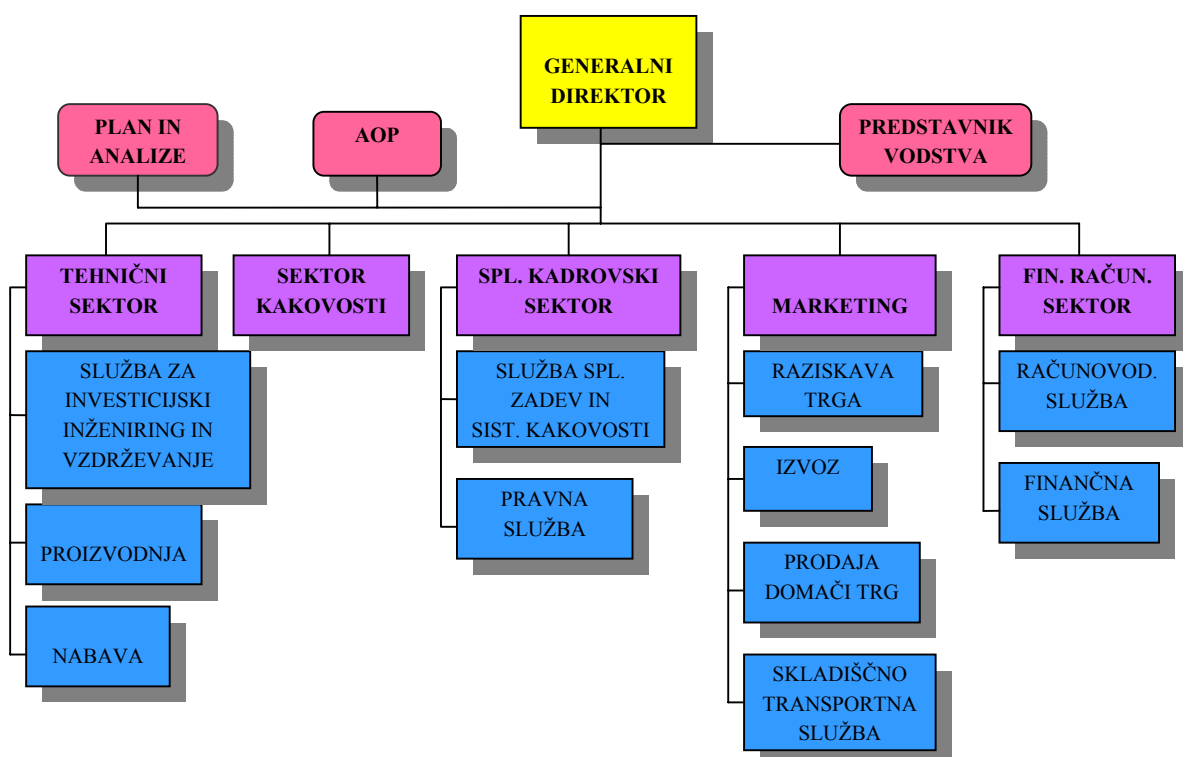 GENERALNI
DIREKTOR
PLAN IN
ANALIZE
AOP
PREDSTAVNIK
VODSTVA
TEHNIČNI
SEKTOR
SEKTOR
KAKOVOSTI
SPL. KADROVSKI
SEKTOR
MARKETING
FIN. RAČUN.
SEKTOR
SLUŽBA ZA
INVESTICIJSKI
INŽENIRING IN
VZDRŽEVANJE
PROIZVODNJA
NABAVA
SLUŽBA SPL.
ZADEV IN
SIST. KAKOVOSTI
PRAVNA
SLUŽBA
RAZISKAVA
TRGA
IZVOZ
PRODAJA
DOMAČI TRG
SKLADIŠČNO
TRANSPORTNA
SLUŽBA
RAČUNOVOD.
SLUŽBA
FINANČNA
SLUŽBA